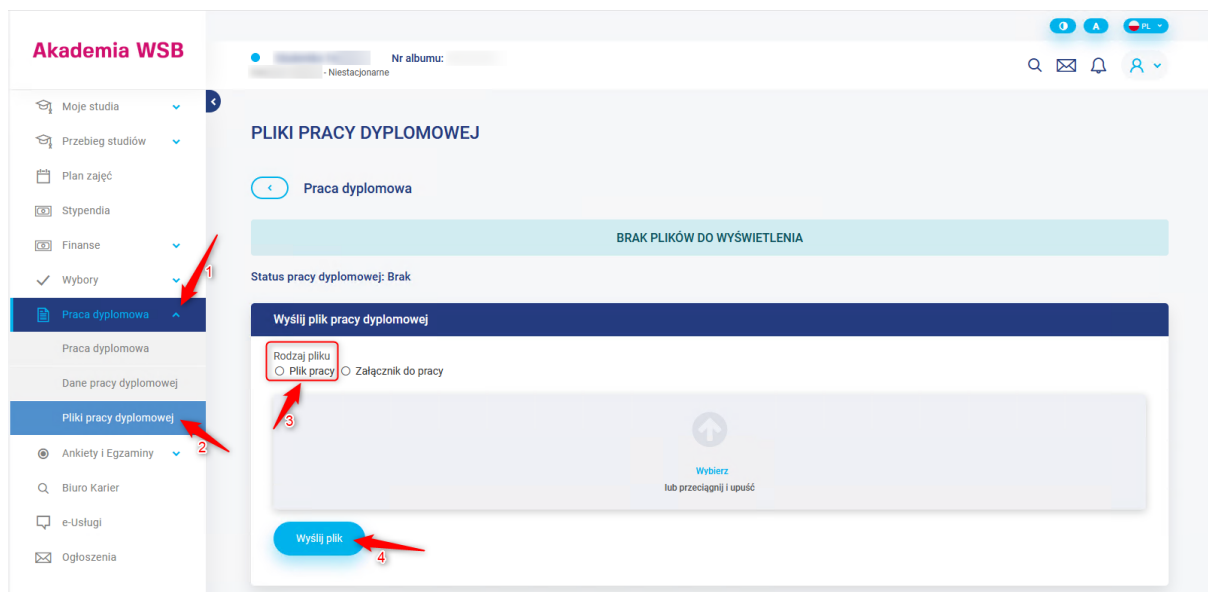 A
PL
Akademia WSB
Nr albumu:
- Niestacjonarne
Moje studia
Przebieg studiów
Plan zajęć
Stypendia
Finanse
Wybory
1
Praca dyplomowa
Praca dyplomowa
Dane pracy dyplomowej
Pliki pracy dyplomowej
2
Ankiety i Egzaminy
Biuro Karier
e-Usługi
Ogłoszenia
PLIKI PRACY DYPLOMOWEJ
Praca dyplomowa
BRAK PLIKÓW DO WYŚWIETLENIA
Status pracy dyplomowej: Brak
Wyślij plik pracy dyplomowej
Rodzaj pliku
Plik pracy Załącznik do pracy
3
Wybierz
lub przeciągnij i upuść
Wyślij plik
4